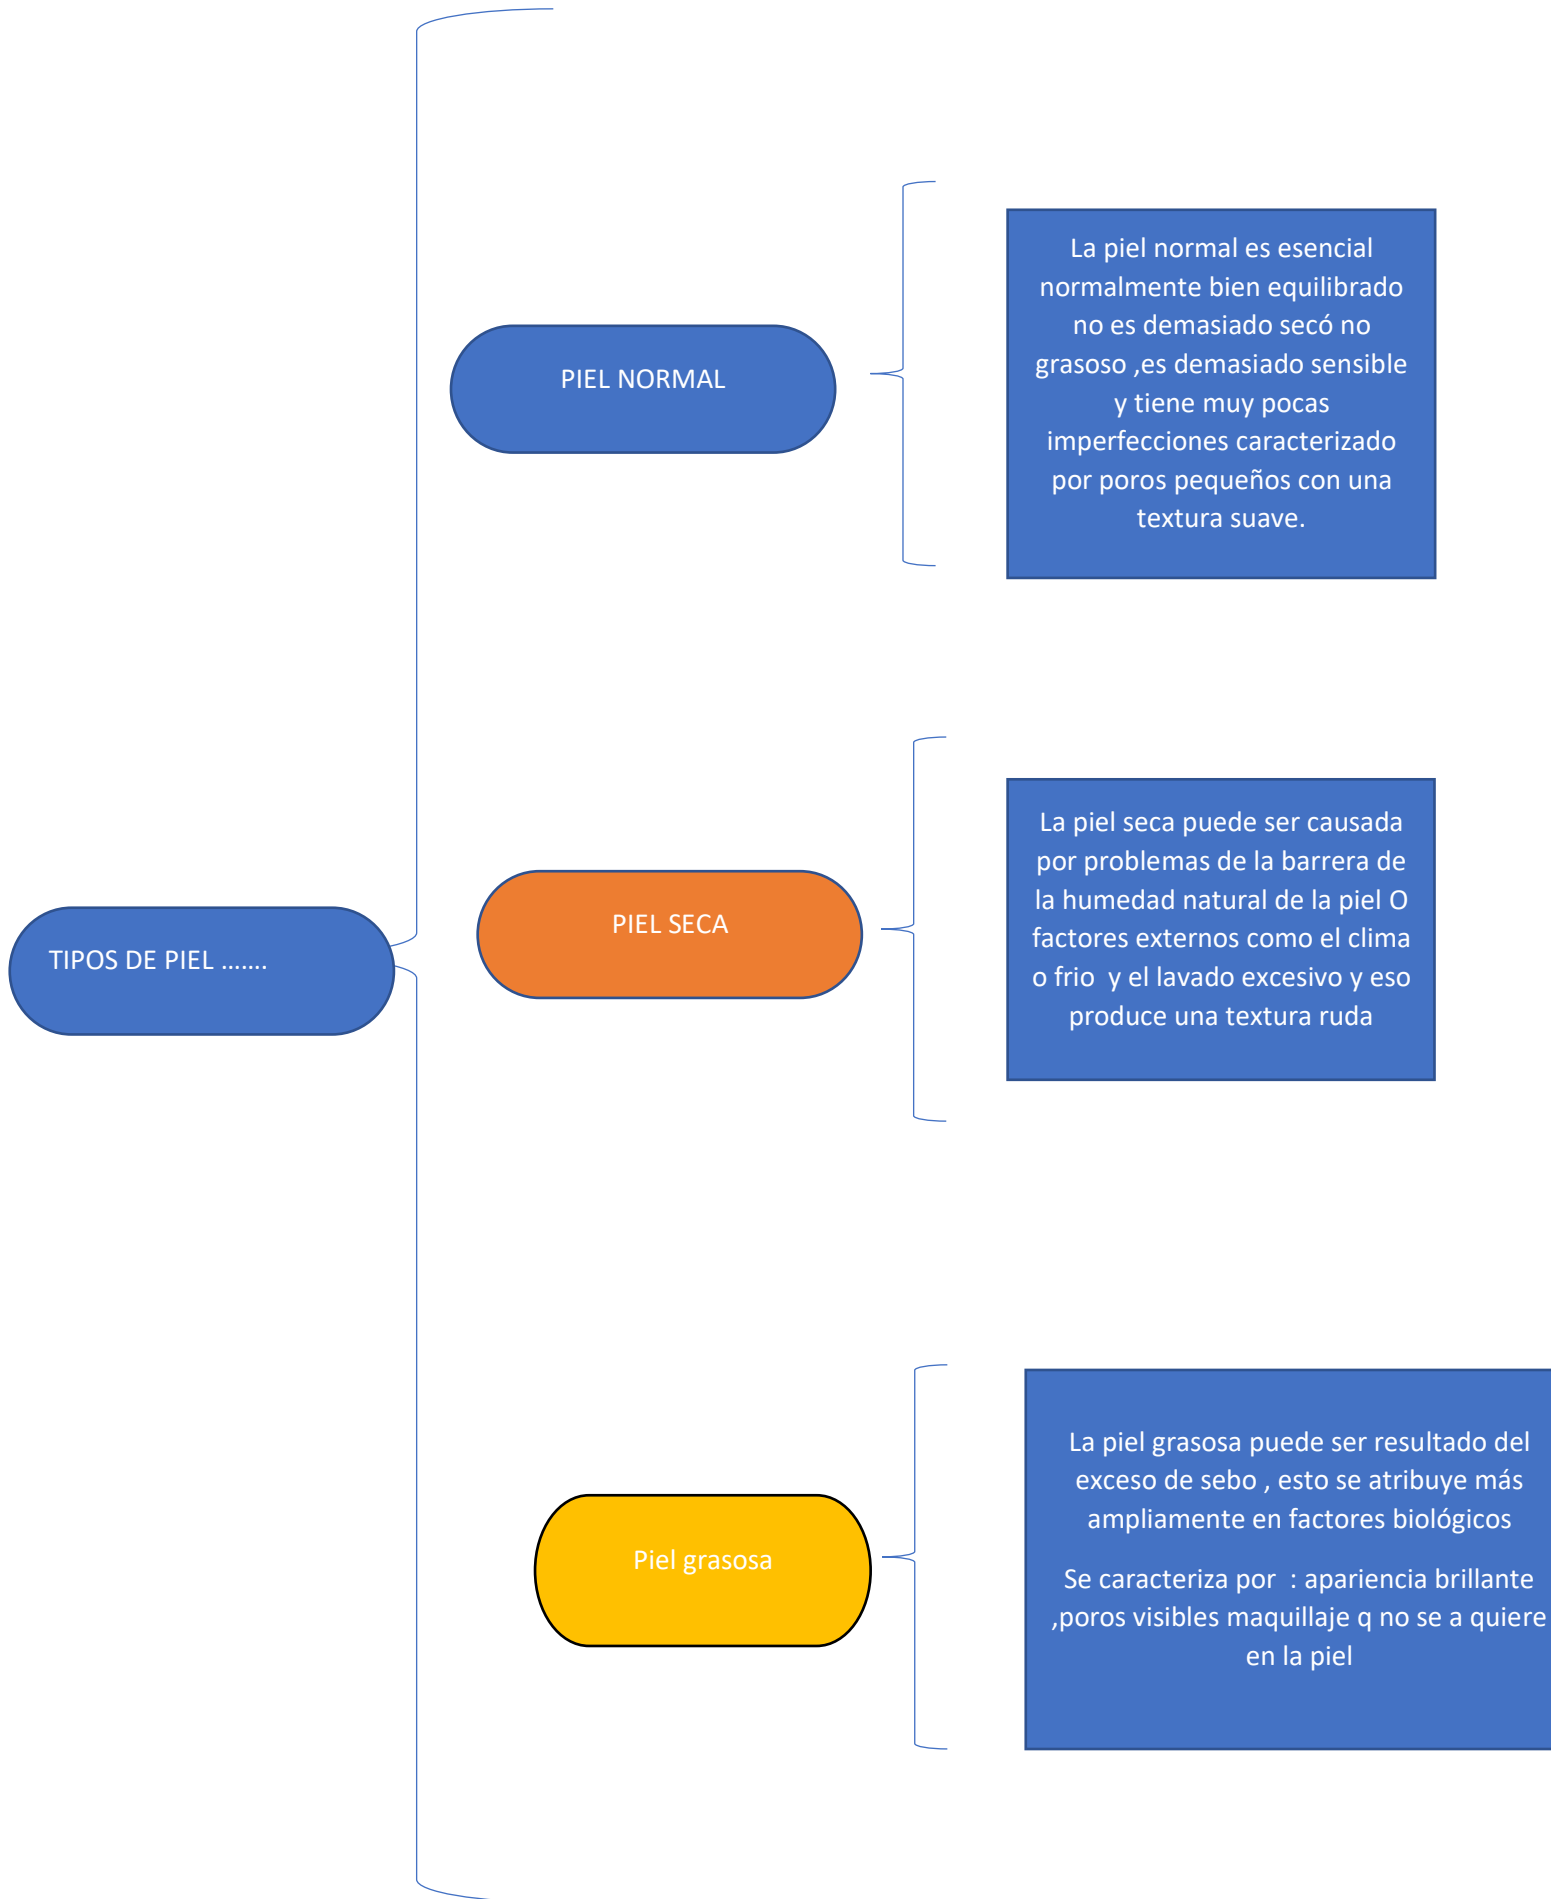 TIPOS DE PIEL .......
PIEL NORMAL
La piel normal es esencial
normalmente bien equilibrado
no es demasiado secó no
grasoso ,es demasiado sensible
y tiene muy pocas
imperfecciones caracterizado
por poros pequeños con una
textura suave.
PIEL SECA
La piel seca puede ser causada
por problemas de la barrera de
la humedad natural de la piel O
factores externos como el clima
o frio  y el lavado excesivo y eso
produce una textura ruda
Piel grasosa
La piel grasosa puede ser resultado del
exceso de sebo , esto se atribuye más
ampliamente en factores biológicos
Se caracteriza por  : apariencia brillante
,poros visibles maquillaje q no se a quiere
en la piel